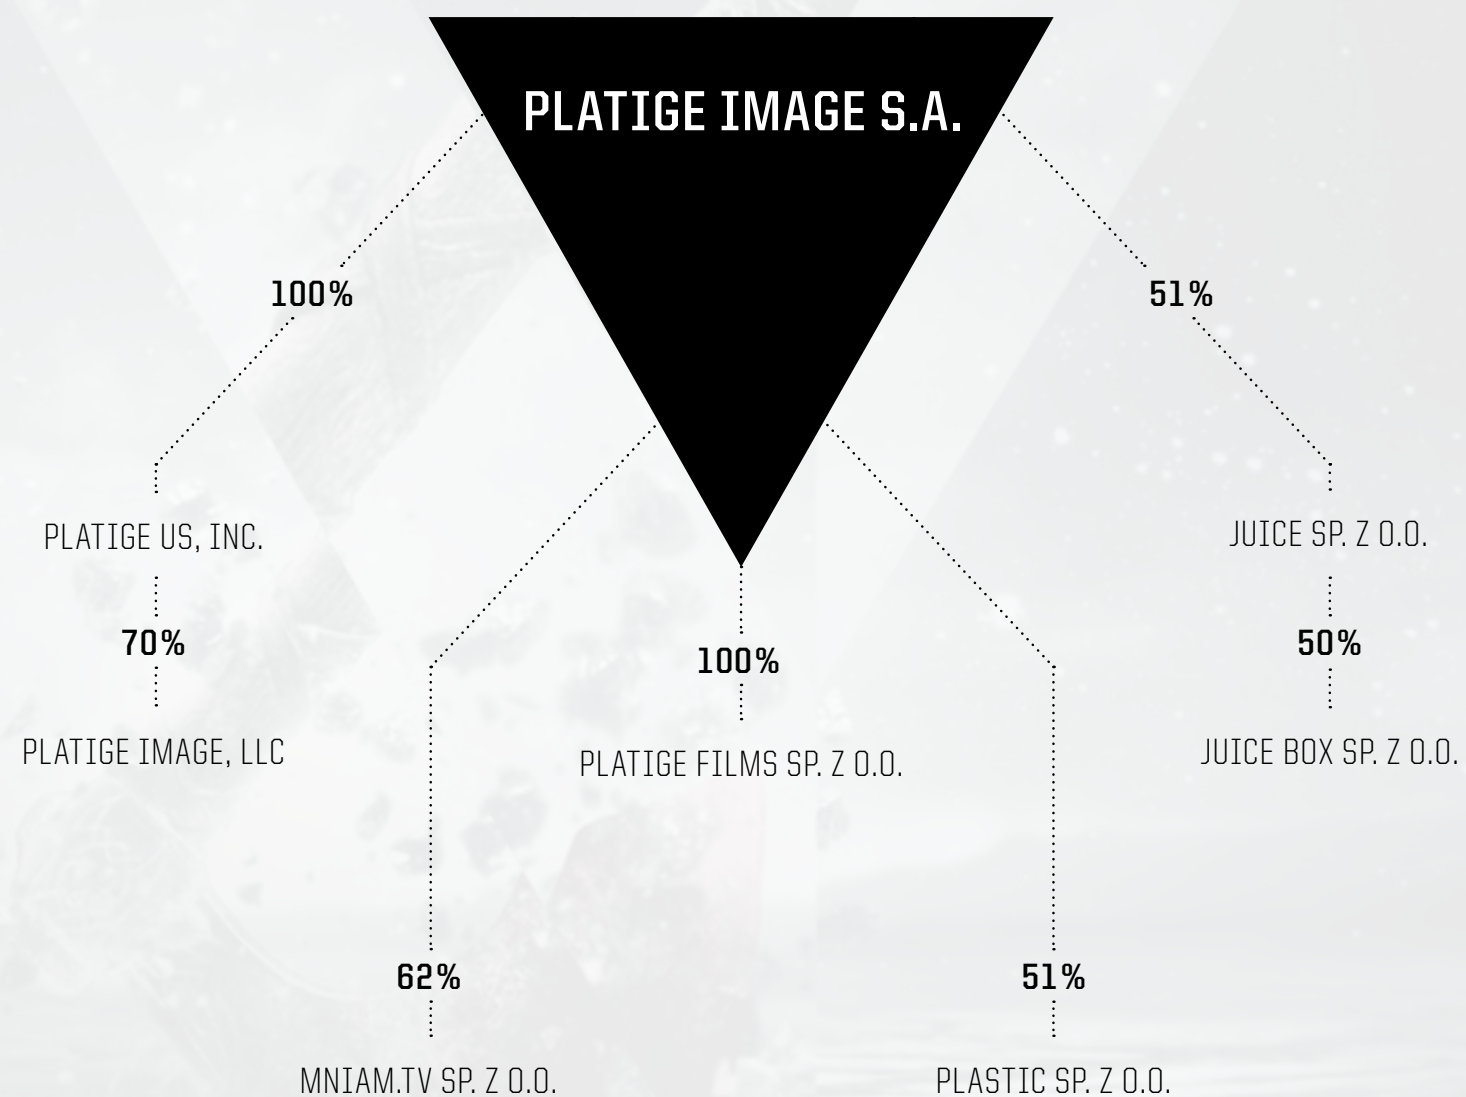 PLATIGE IMAGE S.A.
100%
51%
PLATIGE US, INC.
JUICE SP. Z O.O.
70%
100%
50%
PLATIGE IMAGE, LLC
PLATIGE FILMS SP. Z O.O.
JUICE BOX SP. Z O.O.
62%
51%
MNIAM.TV SP. Z O.O.
PLASTIC SP. Z O.O.